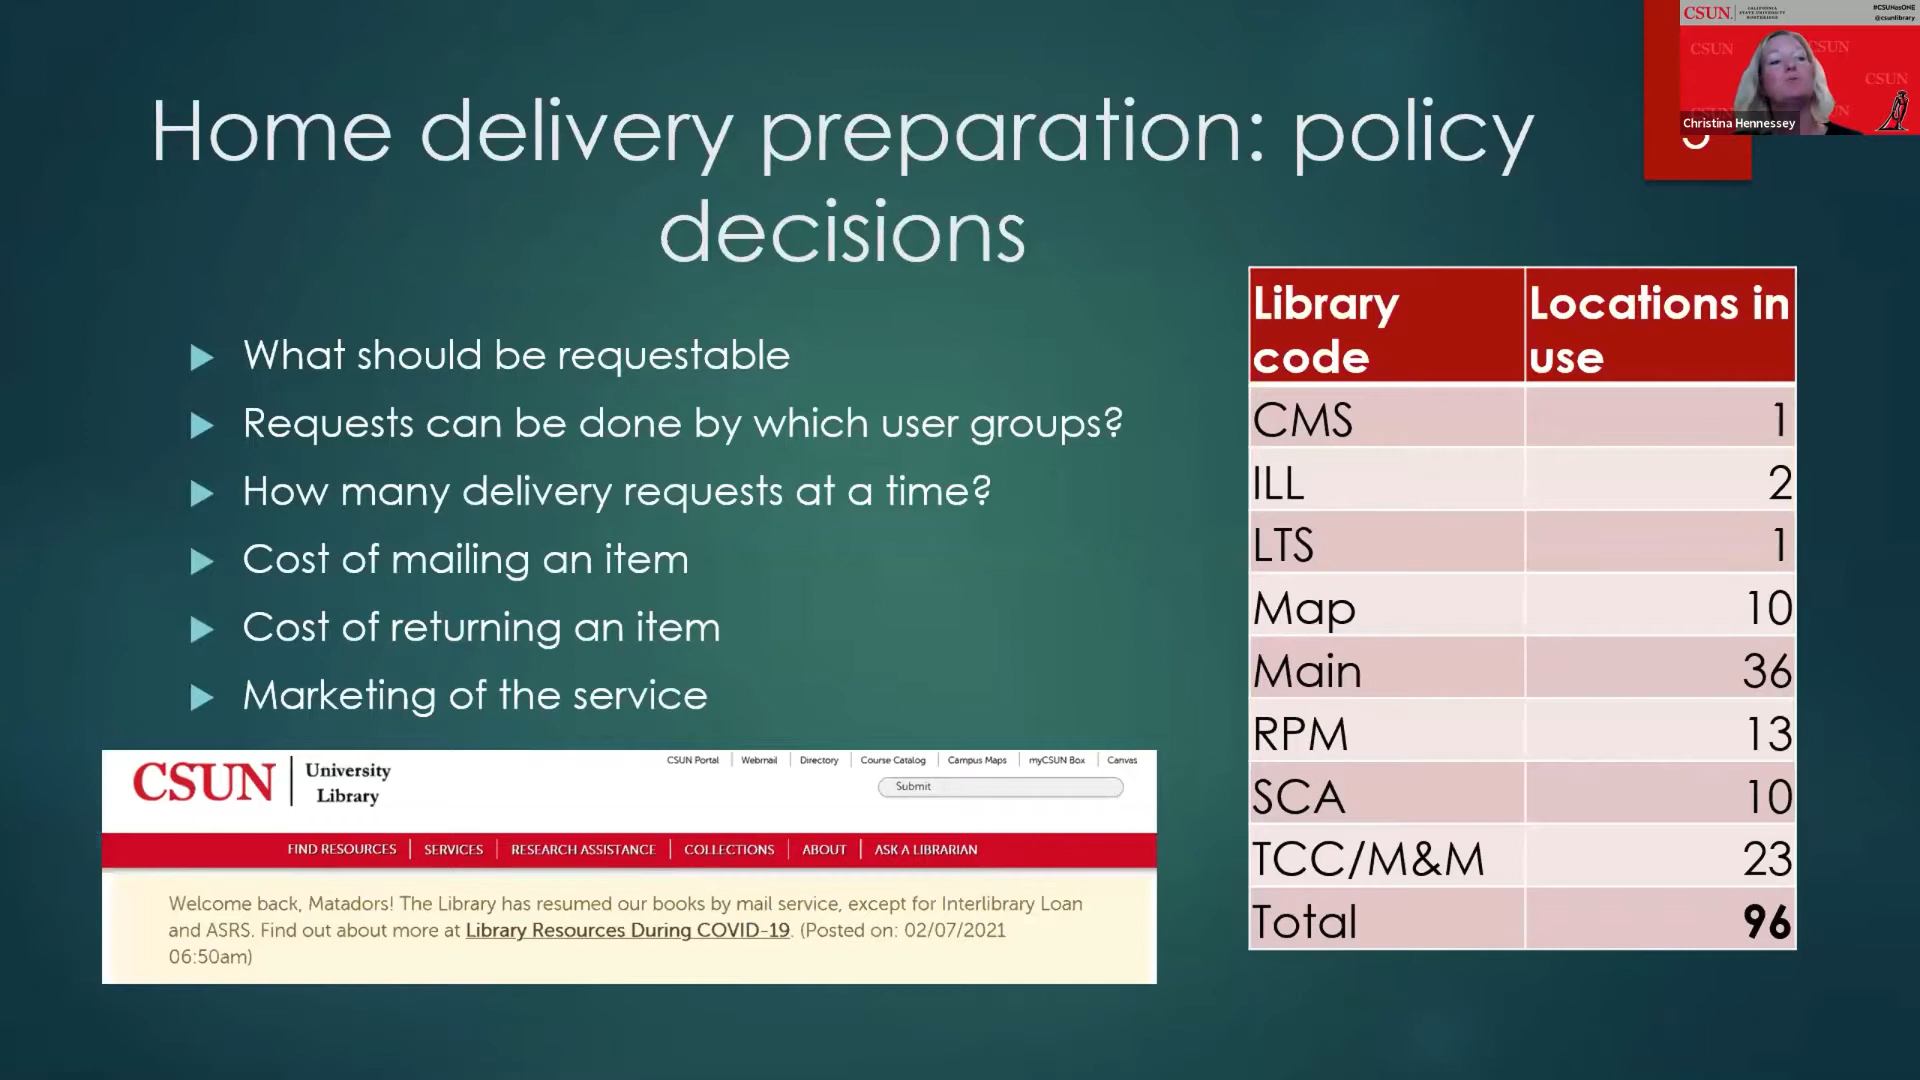 Home delivery preparation: policy
decisions
What should be requestable
Requests can be done by which user groups?
How many delivery requests at a time?
Cost of mailing an item
Cost of returning an item
Marketing of the service
Library code Locations in use
CMS 1
ILL 2
LTS 1
Map 10
Main 36
RPM 13
SCA 10
TCC/M&M 23
Total 96
CSUN University Library
CSUN Portal Webmail Directory Course Catalog Campus Maps myCSUN Box Canvas
Submit
FIND RESOURCES SERVICES RESEARCH ASSISTANCE COLLECTIONS ABOUT ASK A LIBRARIAN
Welcome back, Matadors! The Library has resumed our books by mail service, except for Interlibrary Loan
and ASRS. Find out about more at Library Resources During COVID-19. (Posted on: 02/07/2021
06:50am)
CSUN. CALIFORNIA STATE UNIVERSITY NORTHRIDGE
#CSUNasONE
@csunlibrary
CSUN CSUN
CSUN
Christina Hennessey